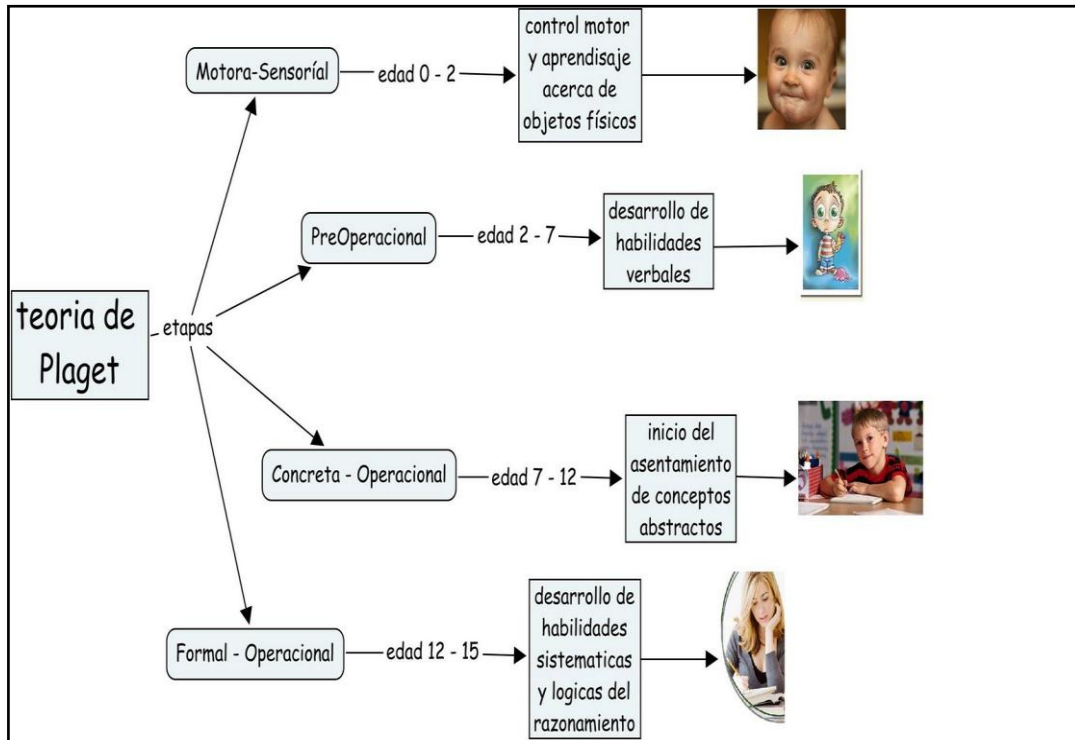 teoria de
Plaget
etapas
Motora-Sensoríal
edad 0 - 2
control motor
y aprendisaje
acerca de
objetos físicos
PreOperacional
edad 2 - 7
desarrollo de
habilidades
verbales
Concreta - Operacional
edad 7 - 12
inicio del
asentamiento
de conceptos
abstractos
Formal - Operacional
edad 12 - 15
desarrollo de
habilidades
sistematicas
y logicas del
razonamiento